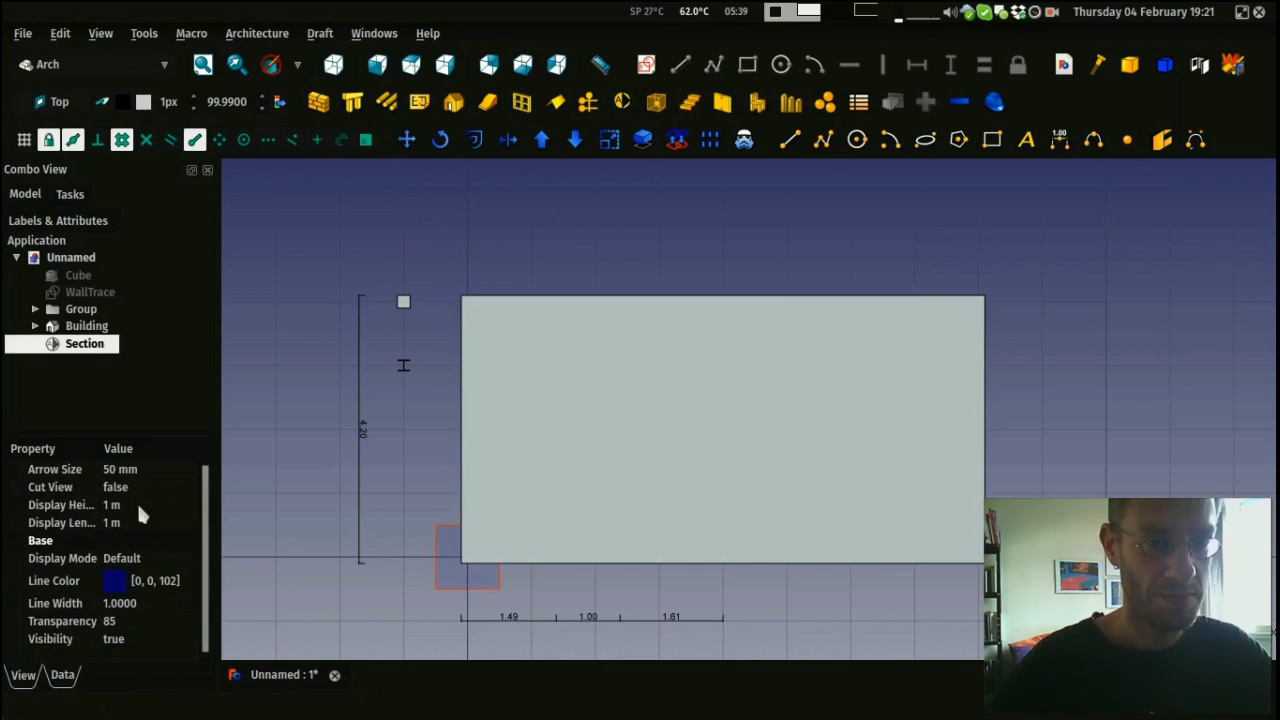 SP 27°C 62.0°C 05:39 Thursday 04 February 19:21
File Edit View Tools Macro Architecture Draft Windows Help
Arch
Top 1px 99.9900
1.00
Combo View
Model Tasks
Labels & Attributes
Application
Unnamed
Cube
WallTrace
Group
Building
Section
4.20
Property Value
Arrow Size 50 mm
Cut View false
Display Hei... 1 m
Display Len... 1 m
Base
Display Mode Default
Line Color [0, 0, 102]
Line Width 1.0000
Transparency 85
Visibility true
1.49 1.00 1.61
View Data
Unnamed : 1*